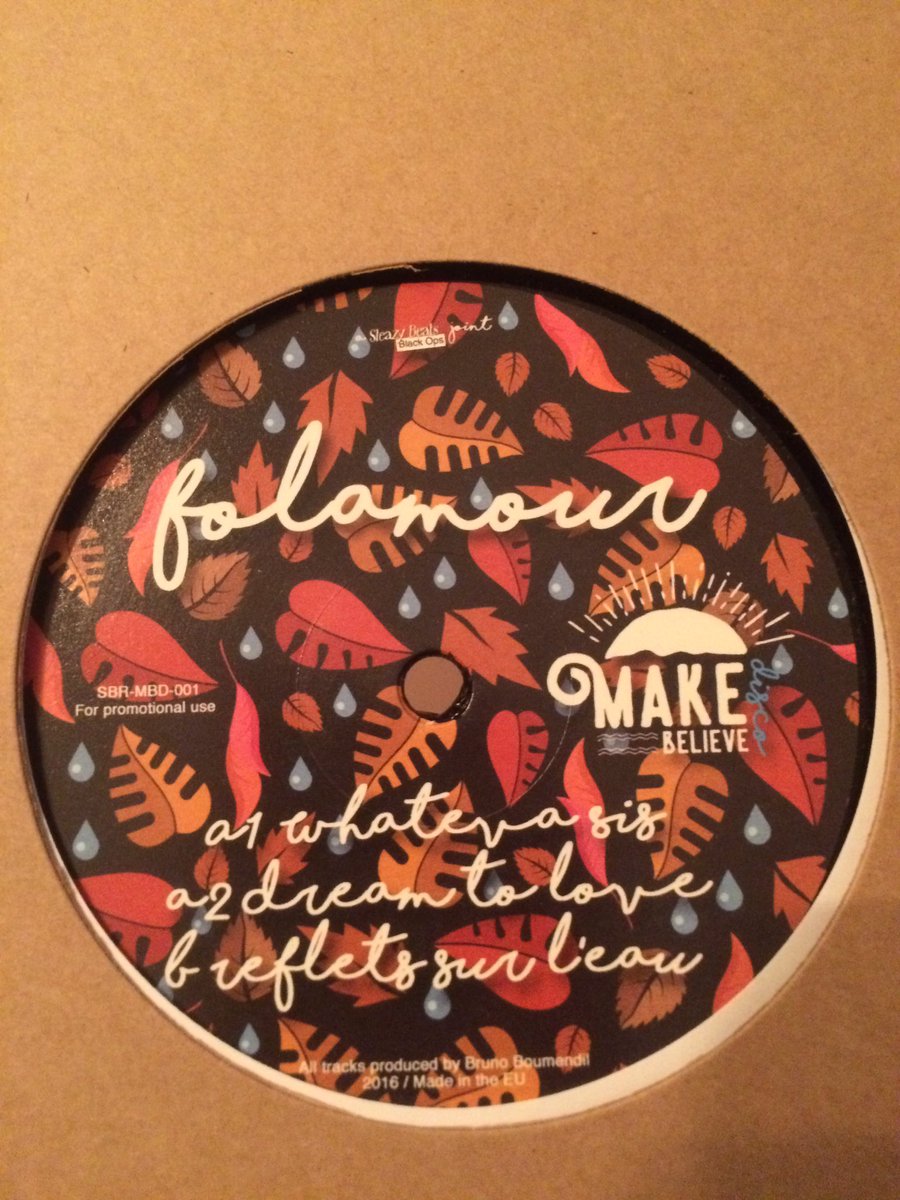 Sleazy Beats joint
Black Ops
folamour
MAKE disco
BELIEVE
SBR-MBD-001
For promotional use
a1 whateva sis
a2 dream to love
b reflets sur l'eau
All tracks produced by Bruno Boumendil
2016 / Made in the EU